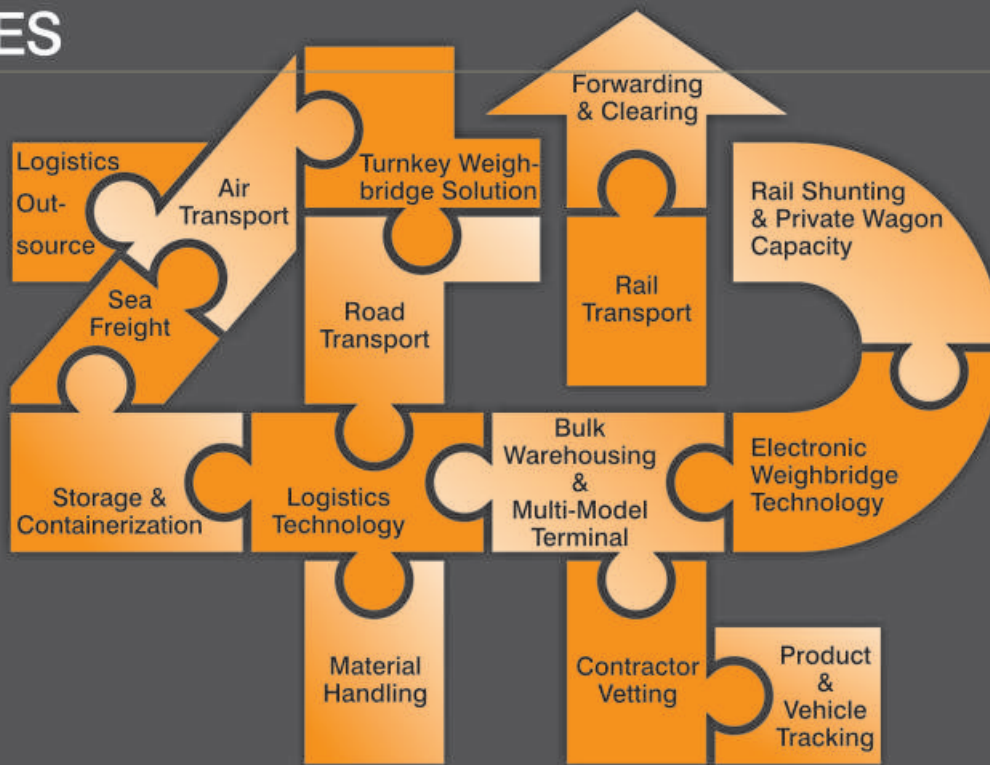 ES
Forwarding
& Clearing
Logistics
Out-
source
Air
Transport
Turnkey Weigh-
bridge Solution
Rail Shunting
& Private Wagon
Capacity
Sea
Freight
Road
Transport
Rail
Transport
Storage &
Containerization
Logistics
Technology
Bulk
Warehousing
&
Multi-Model
Terminal
Electronic
Weighbridge
Technology
Material
Handling
Contractor
Vetting
Product
&
Vehicle
Tracking